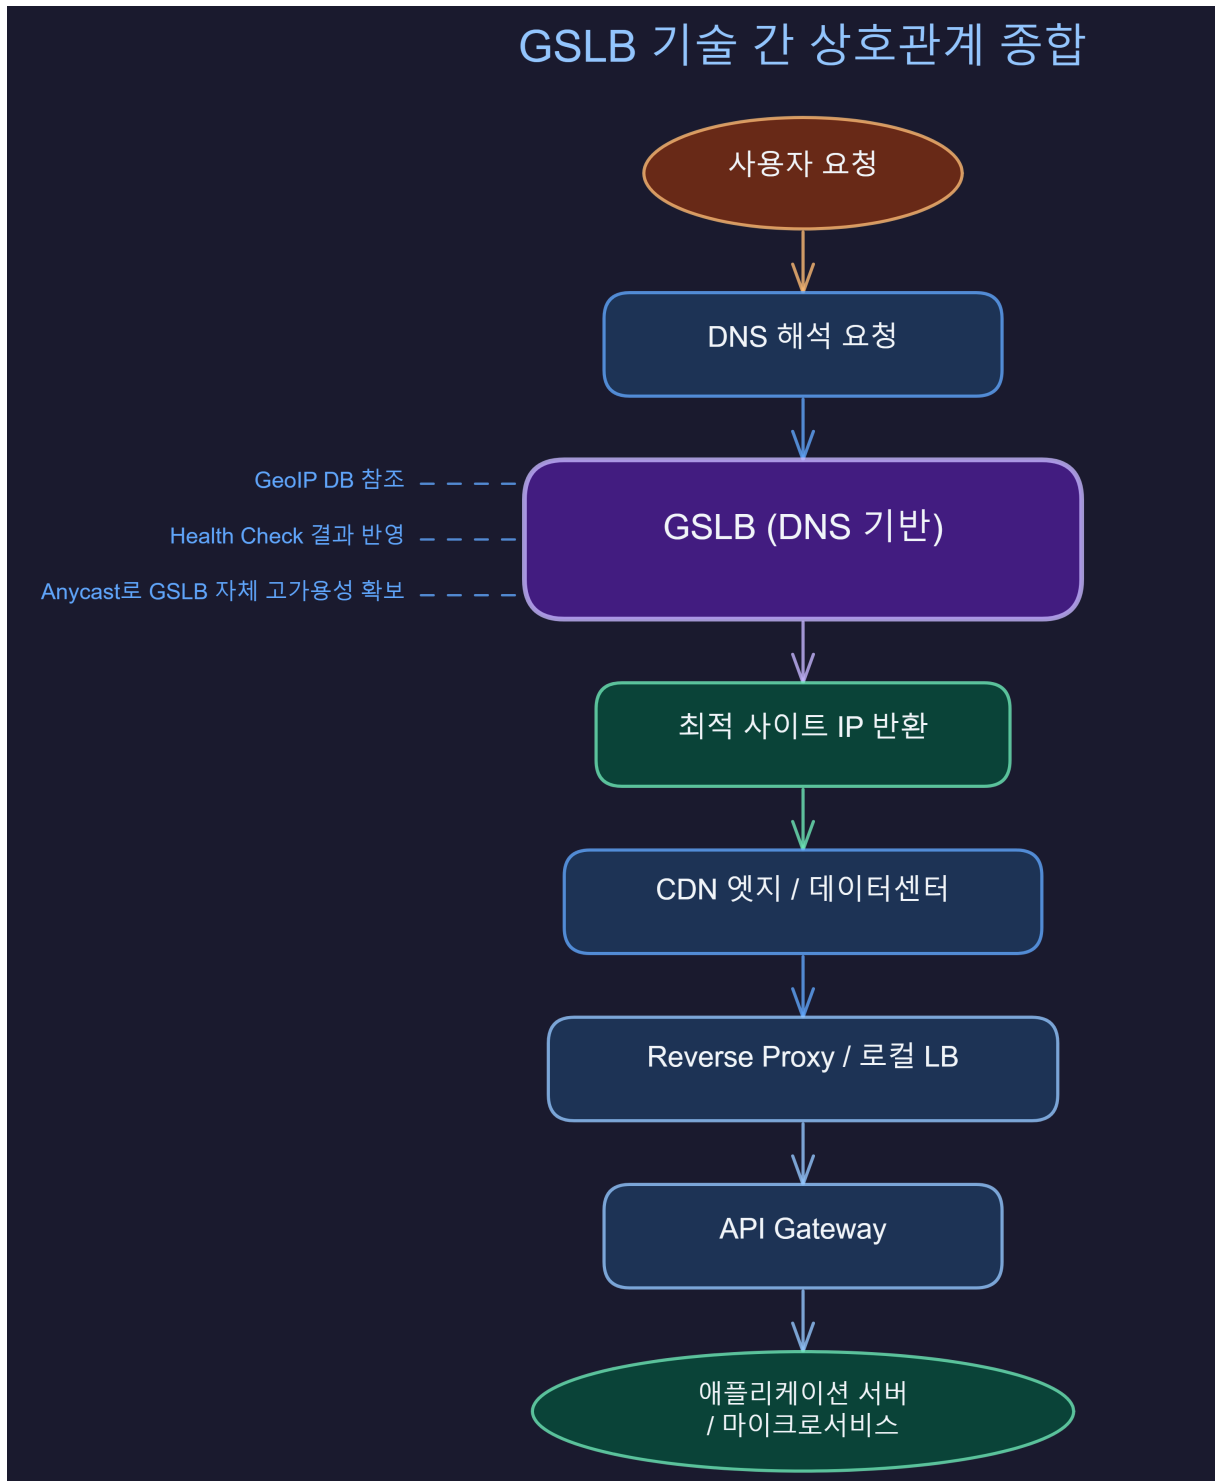 GSLB 기술 간 상호관계 종합
사용자 요청
DNS 해석 요청
GeoIP DB 참조
Health Check 결과 반영
Anycast로 GSLB 자체 고가용성 확보
GSLB (DNS 기반)
최적 사이트 IP 반환
CDN 엣지 / 데이터센터
Reverse Proxy / 로컬 LB
API Gateway
애플리케이션 서버
/ 마이크로서비스